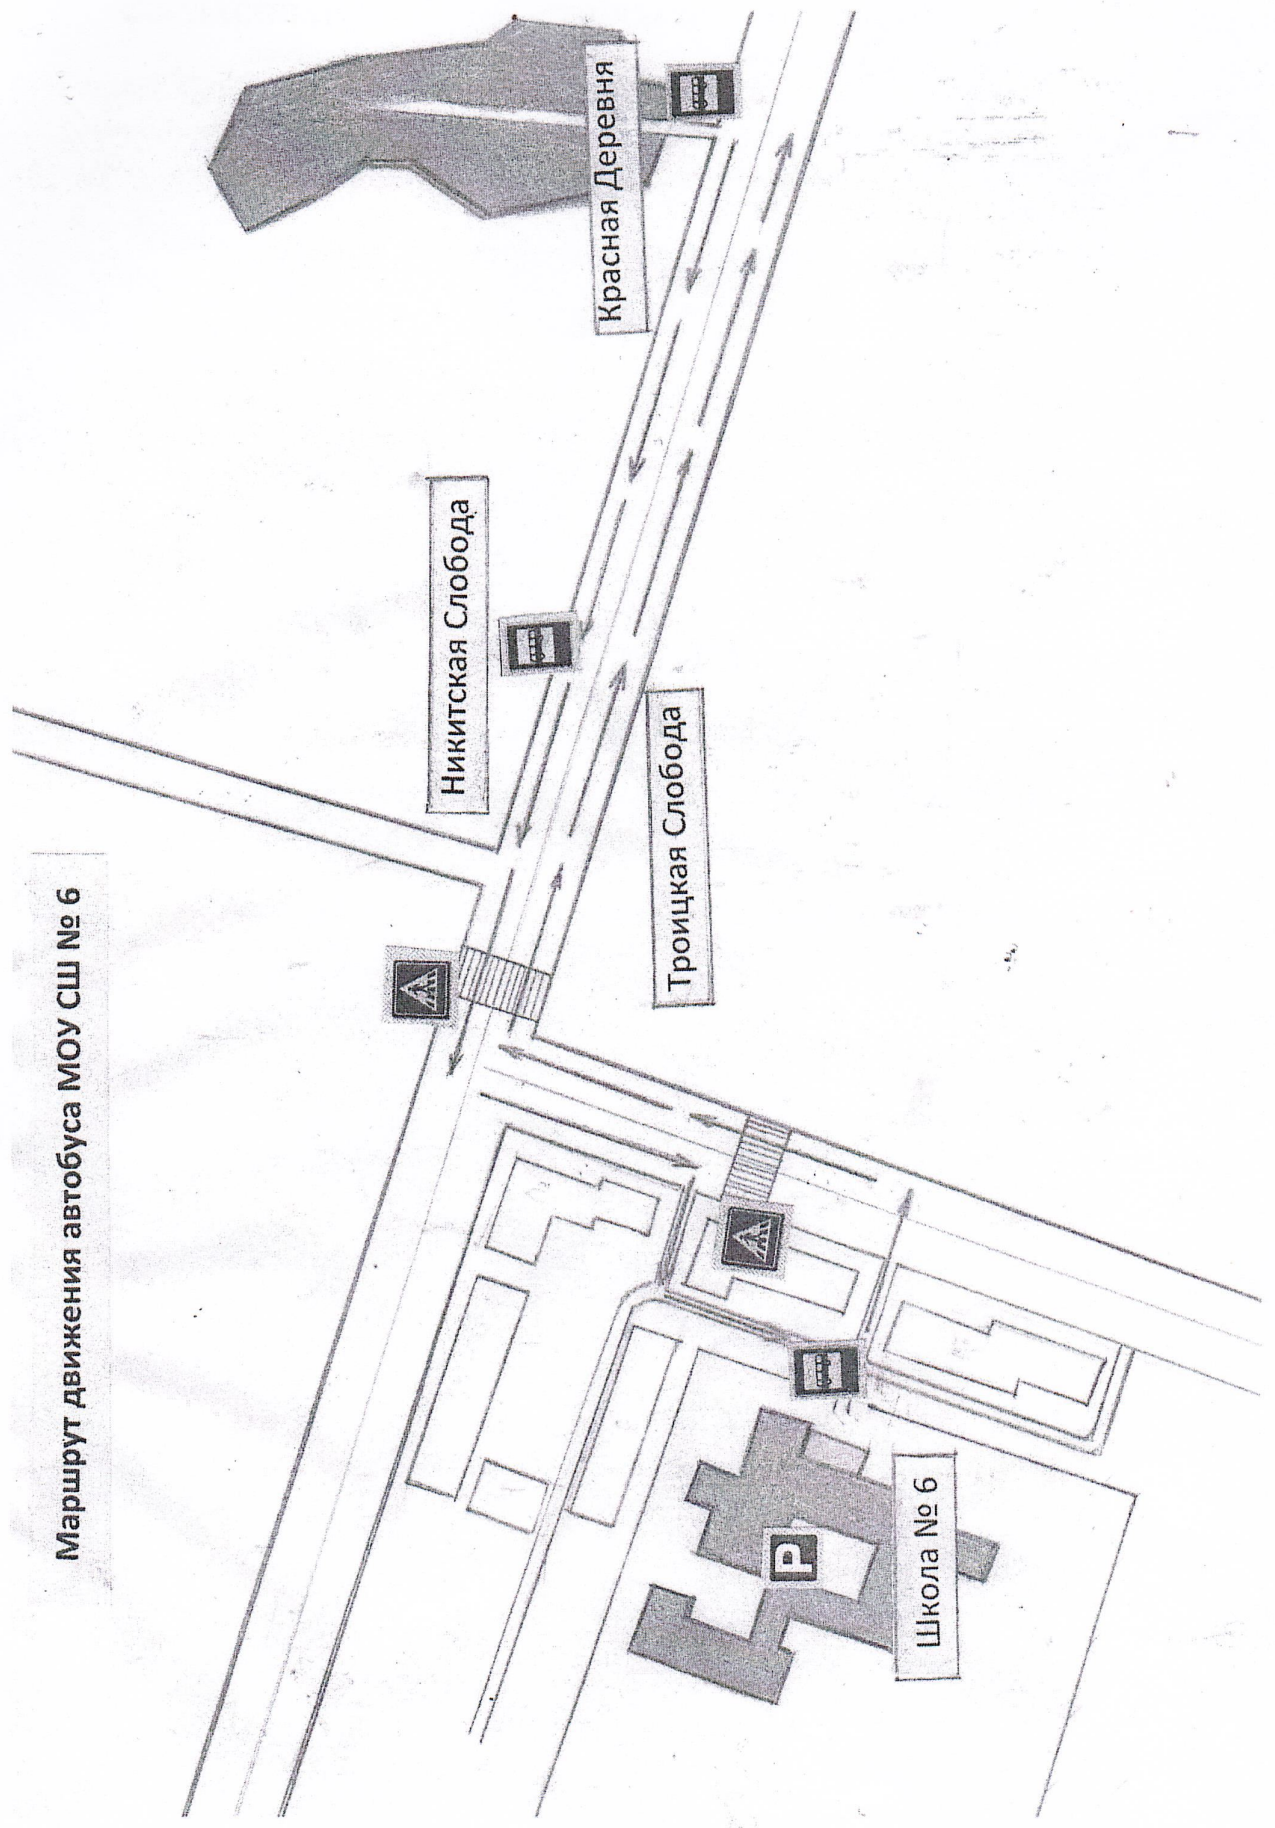 Маршрут движения автобуса МОУ СШ № 6
Никитская Слобода
Красная Деревня
Троицкая Слобода
Школа № 6
P